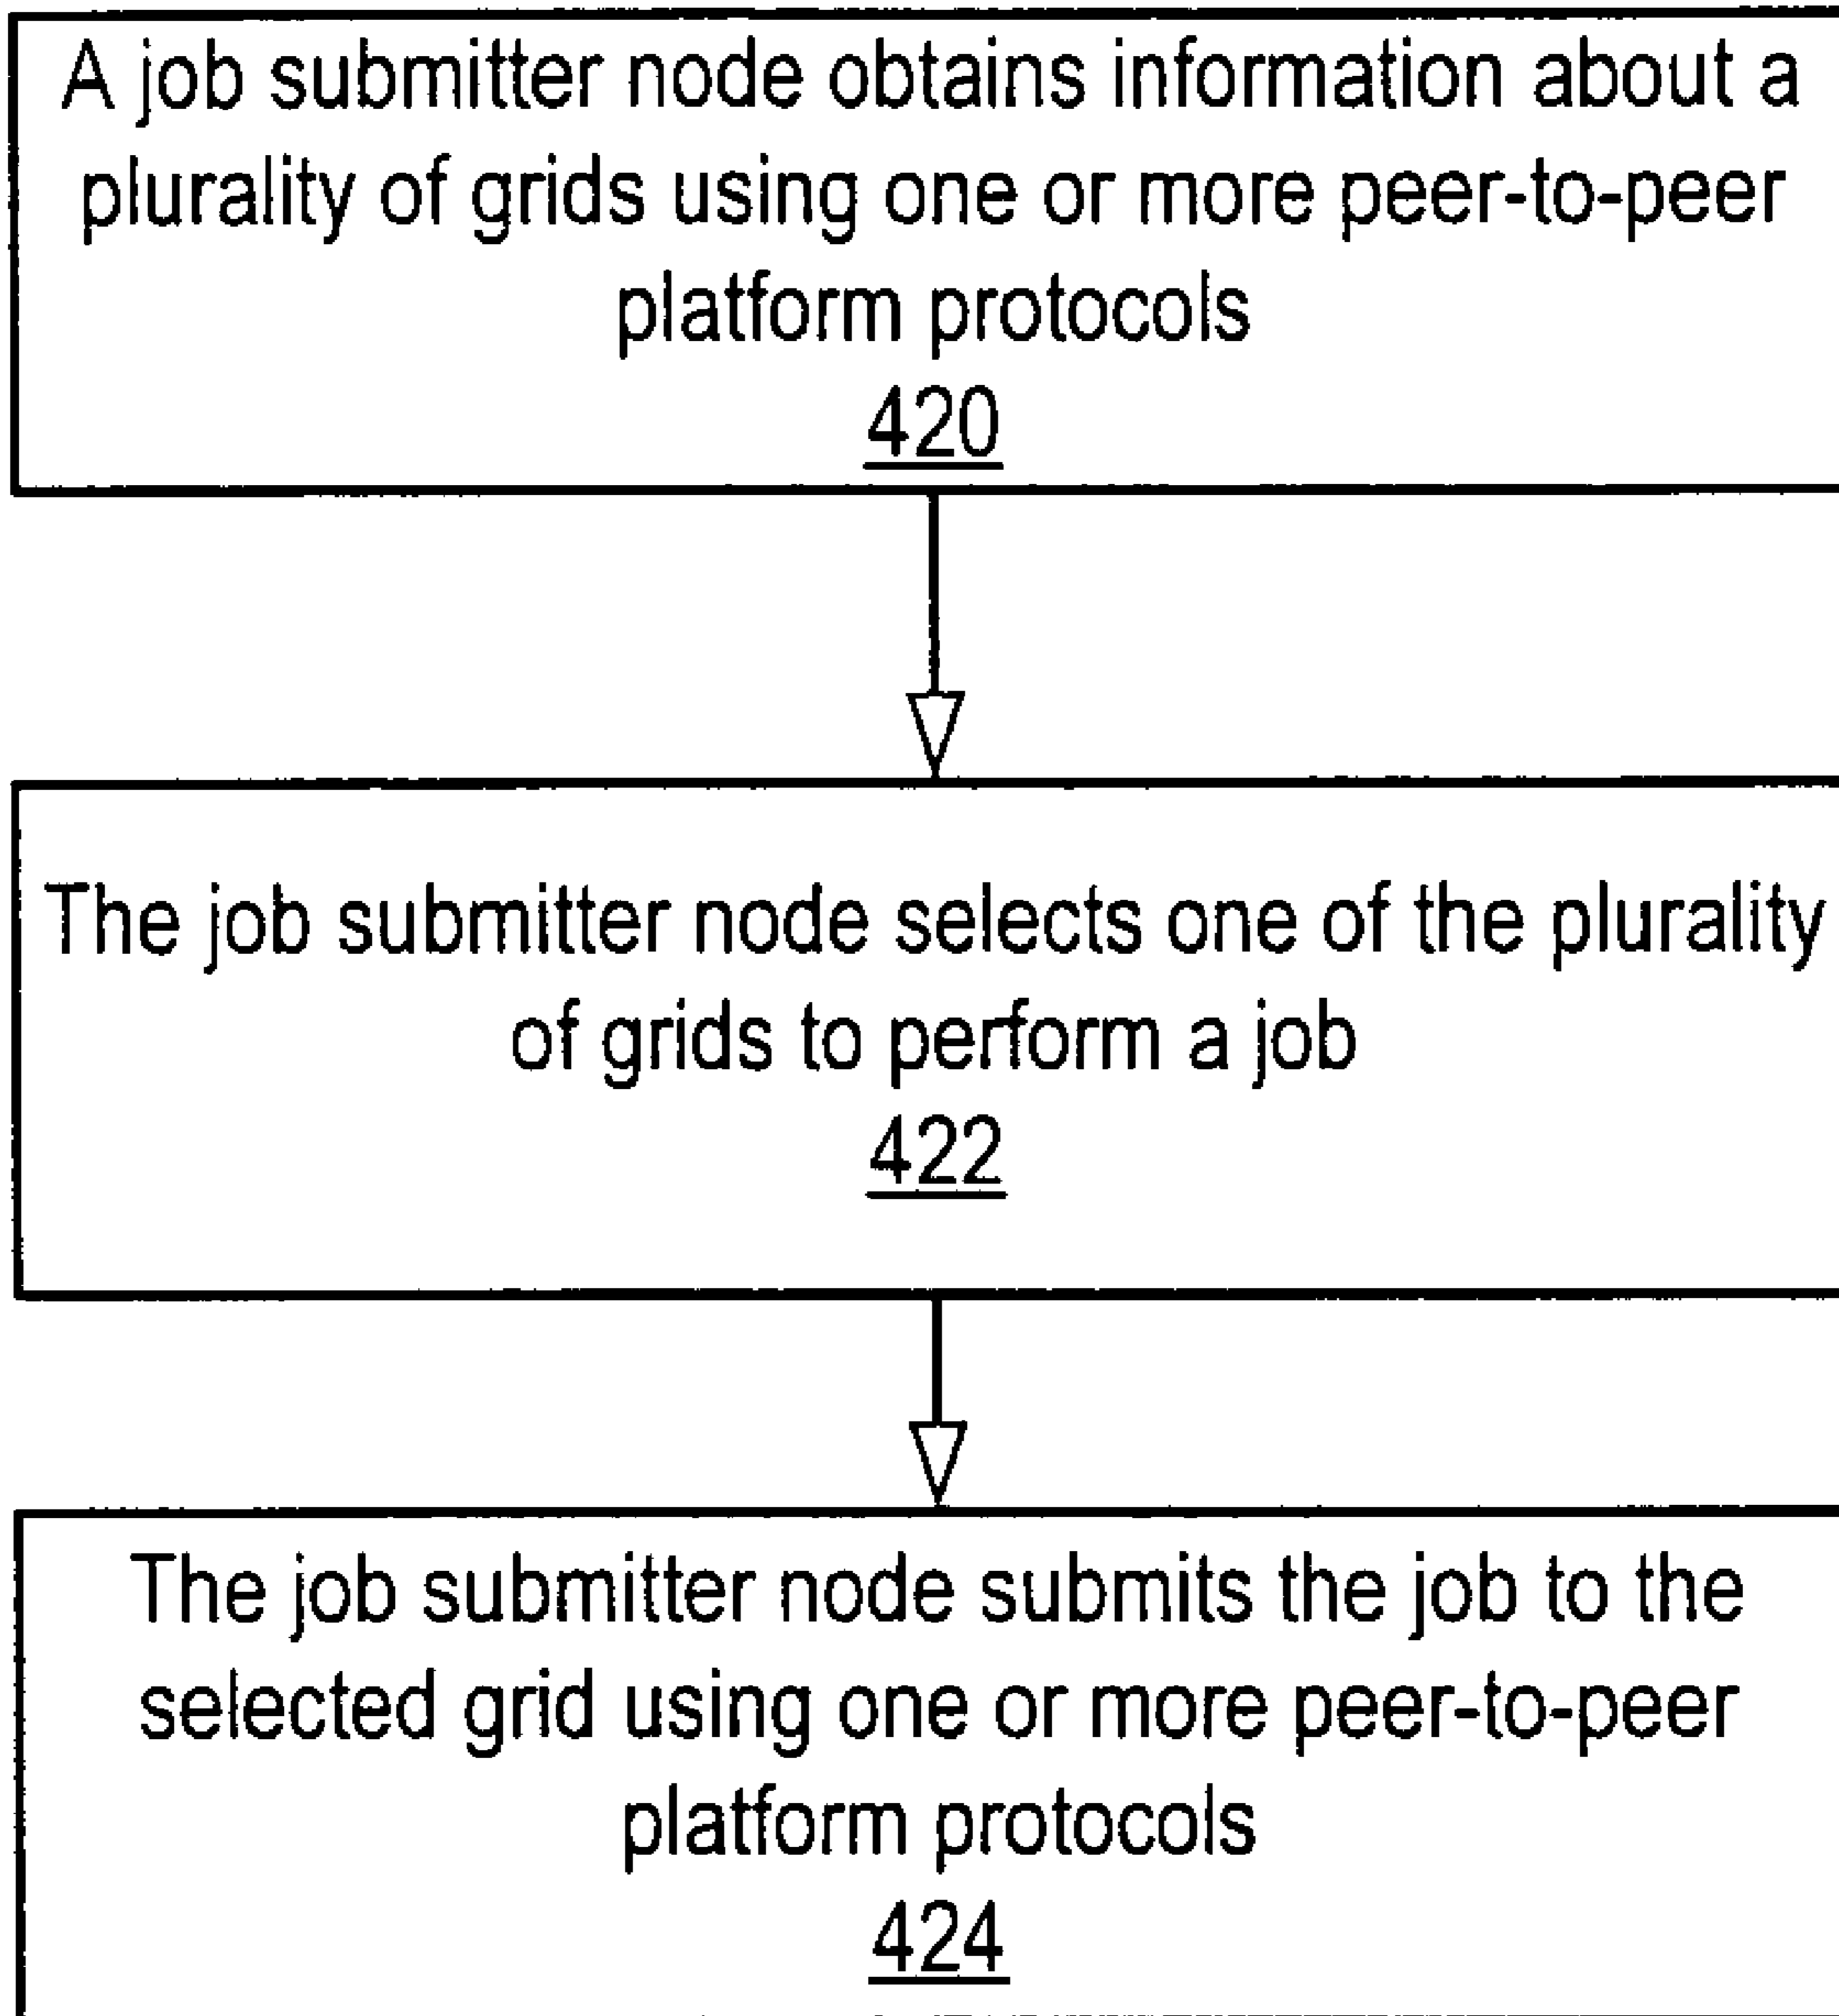 A job submitter node obtains information about a
plurality of grids using one or more peer-to-peer
platform protocols
420
The job submitter node selects one of the plurality
of grids to perform a job
422
The job submitter node submits the job to the
selected grid using one or more peer-to-peer
platform protocols
424